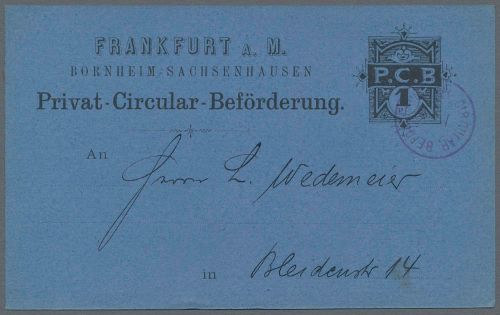 FRANKFURT A. M.
BORNHEIM-SACHSENHAUSEN
Privat-Circular-Beförderung.
P.C.B
1
An
Herrn L. Wedemeier
in
Bleidenstr 14